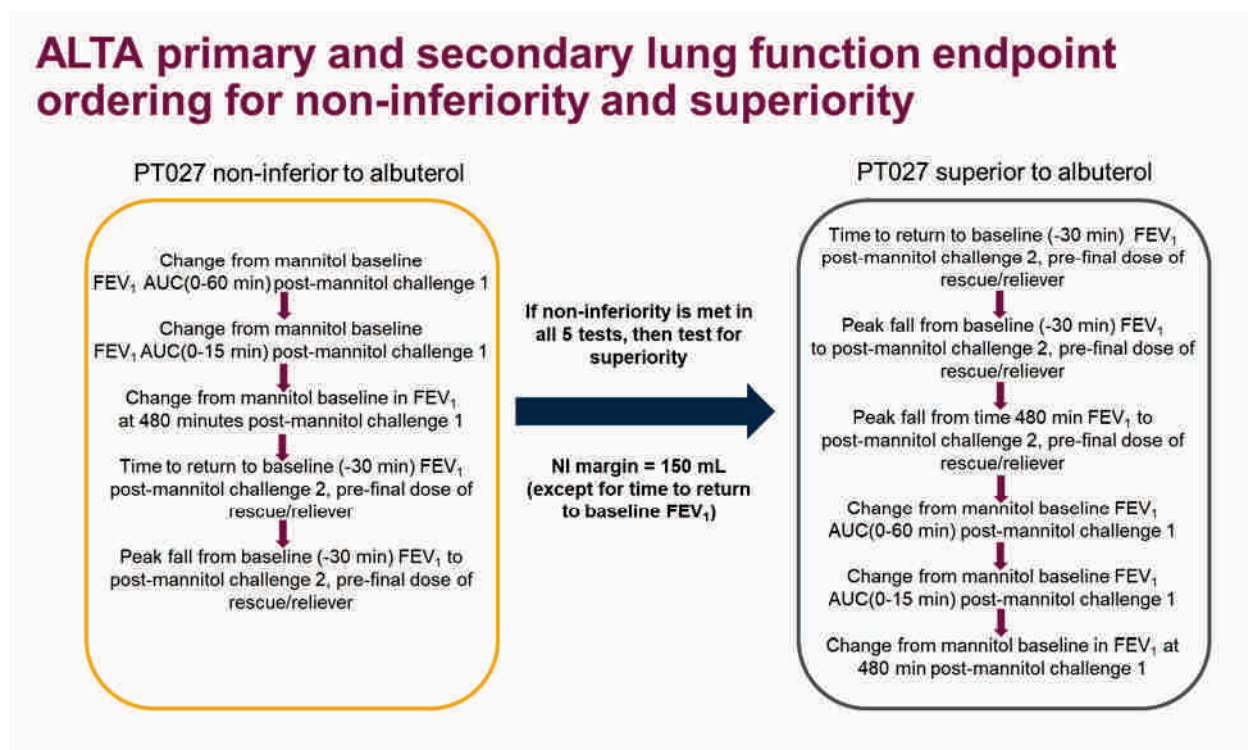 ALTA primary and secondary lung function endpoint
ordering for non-inferiority and superiority
PT027 non-inferior to albuterol
Change from mannitol baseline
FEV₁ AUC(0-60 min) post-mannitol challenge 1
Change from mannitol baseline
FEV₁ AUC(0-15 min) post-mannitol challenge 1
Change from mannitol baseline in FEV₁
at 480 minutes post-mannitol challenge 1
Time to return to baseline (-30 min) FEV₁
post-mannitol challenge 2, pre-final dose of
rescue/reliever
Peak fall from baseline (-30 min) FEV₁ to
post-mannitol challenge 2, pre-final dose of
rescue/reliever
If non-inferiority is met in
all 5 tests, then test for
superiority
NI margin = 150 mL
(except for time to return
to baseline FEV₁)
PT027 superior to albuterol
Time to return to baseline (-30 min) FEV₁
post-mannitol challenge 2, pre-final dose of
rescue/reliever
Peak fall from baseline (-30 min) FEV₁
to post-mannitol challenge 2, pre-final dose of
rescue/reliever
Peak fall from time 480 min FEV₁ to
post-mannitol challenge 2, pre-final dose of
rescue/reliever
Change from mannitol baseline FEV₁
AUC(0-60 min) post-mannitol challenge 1
Change from mannitol baseline FEV₁
AUC(0-15 min) post-mannitol challenge 1
Change from mannitol baseline in FEV₁ at
480 min post-mannitol challenge 1